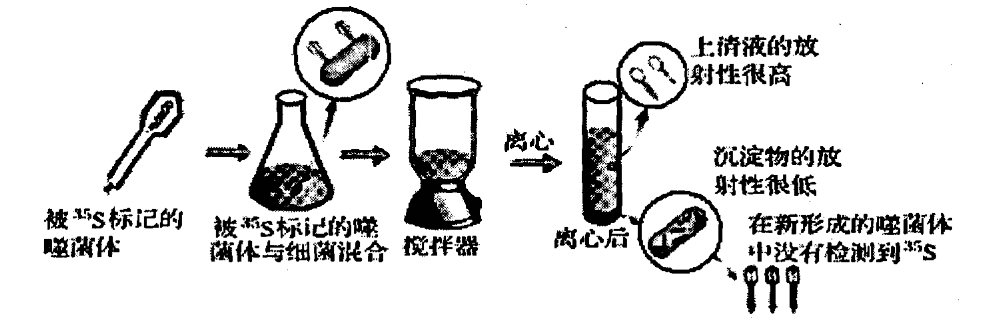 上清液的放
射性很高
离心
沉淀物的放
射性很低
被³⁵S标记的
噬菌体
被³⁵S标记的噬
菌体与细菌混合
搅拌器
离心后
在新形成的噬菌体
中没有检测到³⁵S